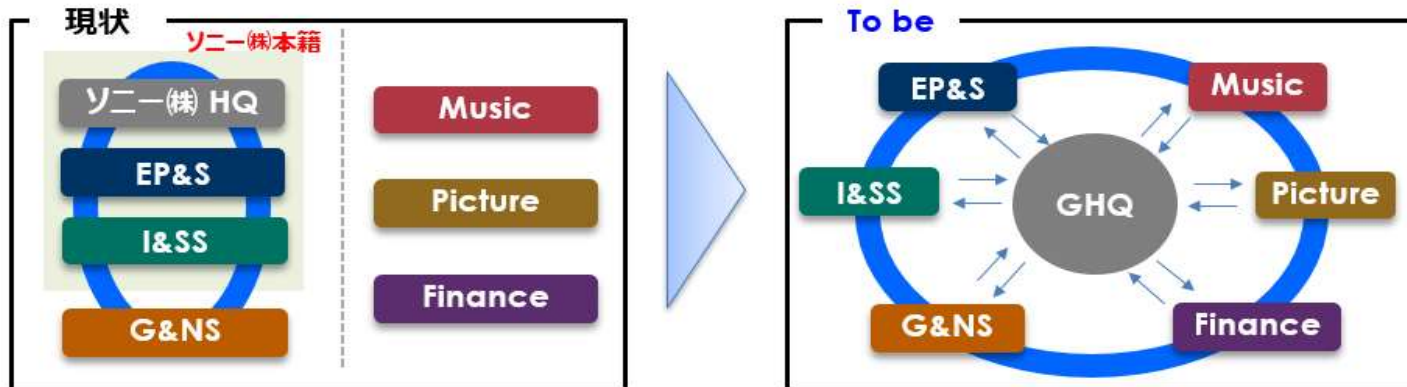 現状
ソニー㈱本籍
ソニー㈱ HQ
EP&S
I&SS
G&NS
Music
Picture
Finance
To be
EP&S
Music
I&SS
GHQ
Picture
G&NS
Finance